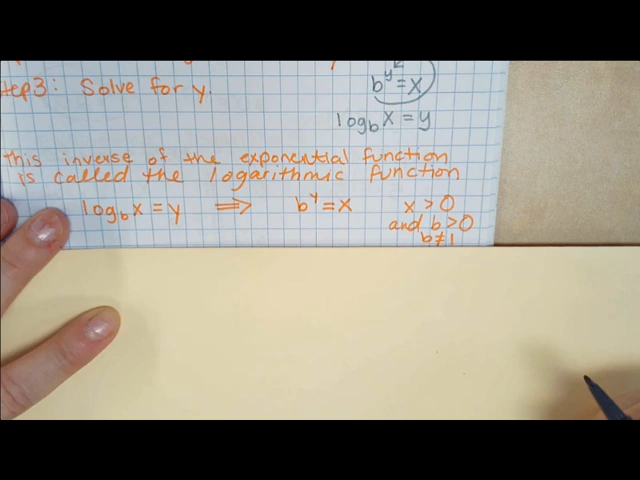 tep3: Solve for y.
b^y = x
log_b x = y
this inverse of the exponential function
is called the logarithmic function
log_b x = y ⟹ b^y = x x > 0
and b > 0
b ≠ 1